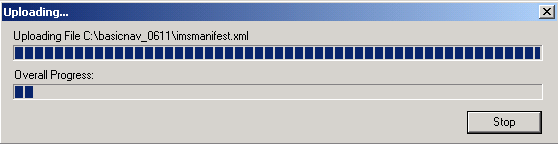 Uploading...
Uploading File C:\basicnav_0611\imsmanifest.xml
Overall Progress:
Stop